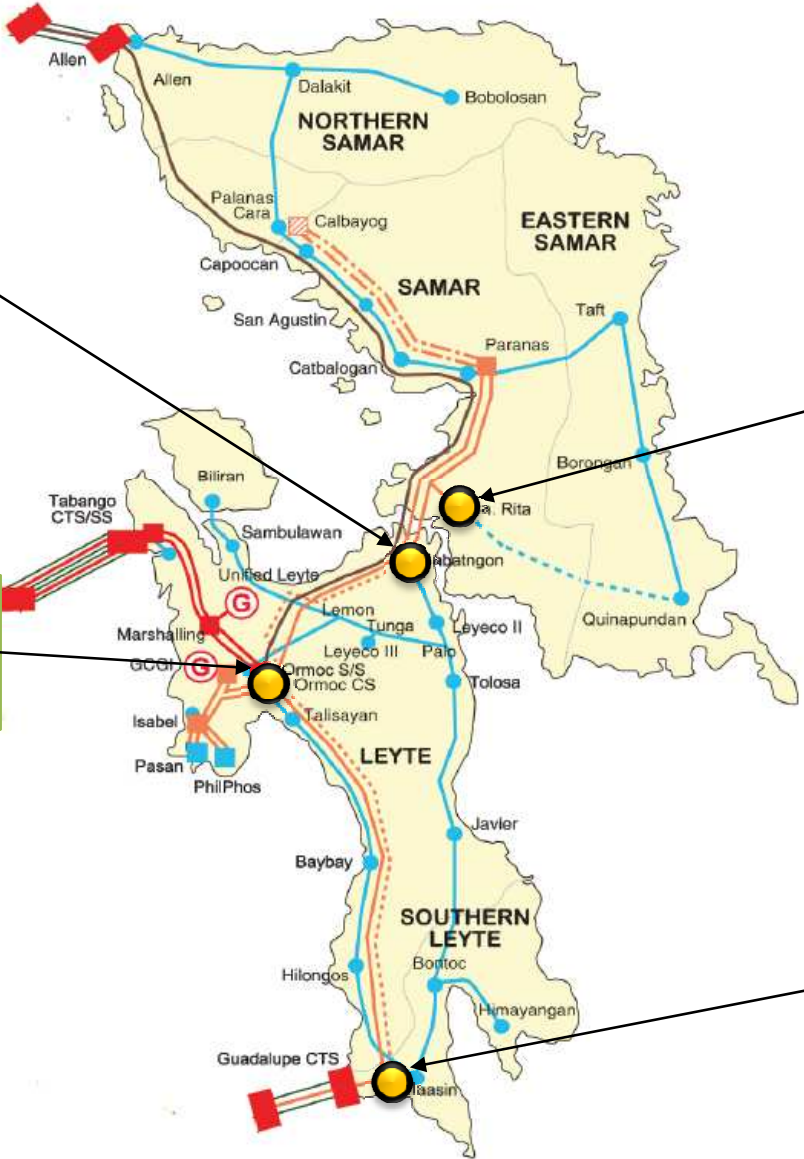 Allen
Allen
Dalakit
Bobolosan
NORTHERN
SAMAR
Palanas
Cara
Calbayog
EASTERN
SAMAR
Capoocan
SAMAR
San Agustin
Taft
Paranas
Catbalogan
Borongan
Biliran
Tabango
CTS/SS
Rita
Sambulawan
Unified Leyte
G
Lemon
Tunga
Leyeco II
Quinapundan
Marshalling
Leyeco III
Palo
G
Ormoc S/S
Ormoc CS
Tolosa
Isabel
Talisayan
LEYTE
Pasan
PhilPhos
Javier
Baybay
SOUTHERN
LEYTE
Bontoc
Hilongos
Himayangan
Guadalupe CTS